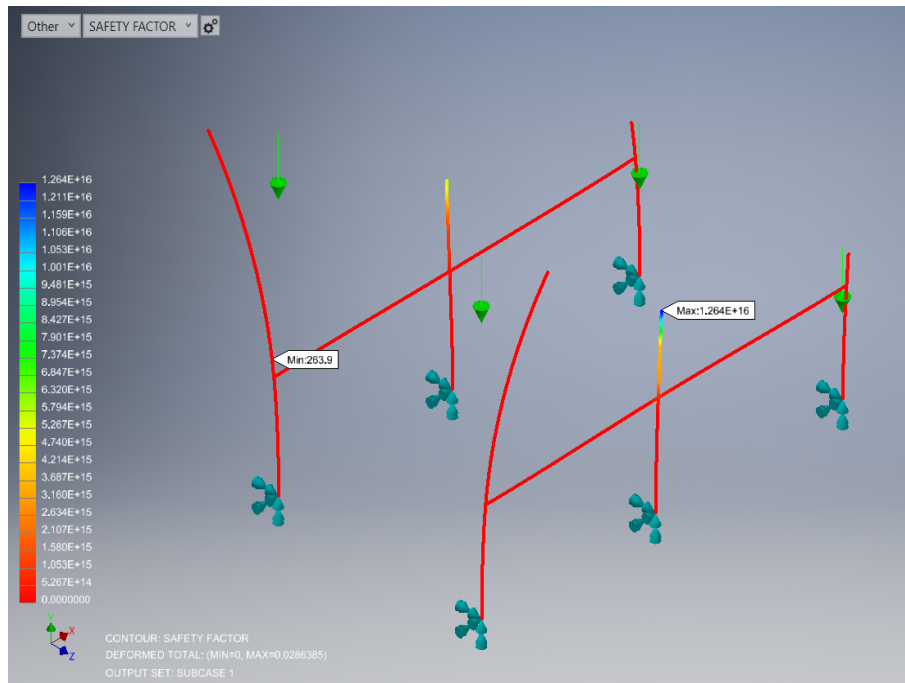 Other SAFETY FACTOR
1.264E+16
1.211E+16
1.159E+16
1.106E+16
1.053E+16
1.001E+16
9.481E+15
8.954E+15
8.427E+15
7.901E+15
7.374E+15
6.847E+15
6.320E+15
5.794E+15
5.267E+15
4.740E+15
4.214E+15
3.687E+15
3.160E+15
2.634E+15
2.107E+15
1.580E+15
1.053E+15
5.267E+14
0.0000000
Max:1.264E+16
Min:263.9
Y
X
Z
CONTOUR: SAFETY FACTOR
DEFORMED TOTAL: (MIN=0, MAX=0.0286385)
OUTPUT SET: SUBCASE 1